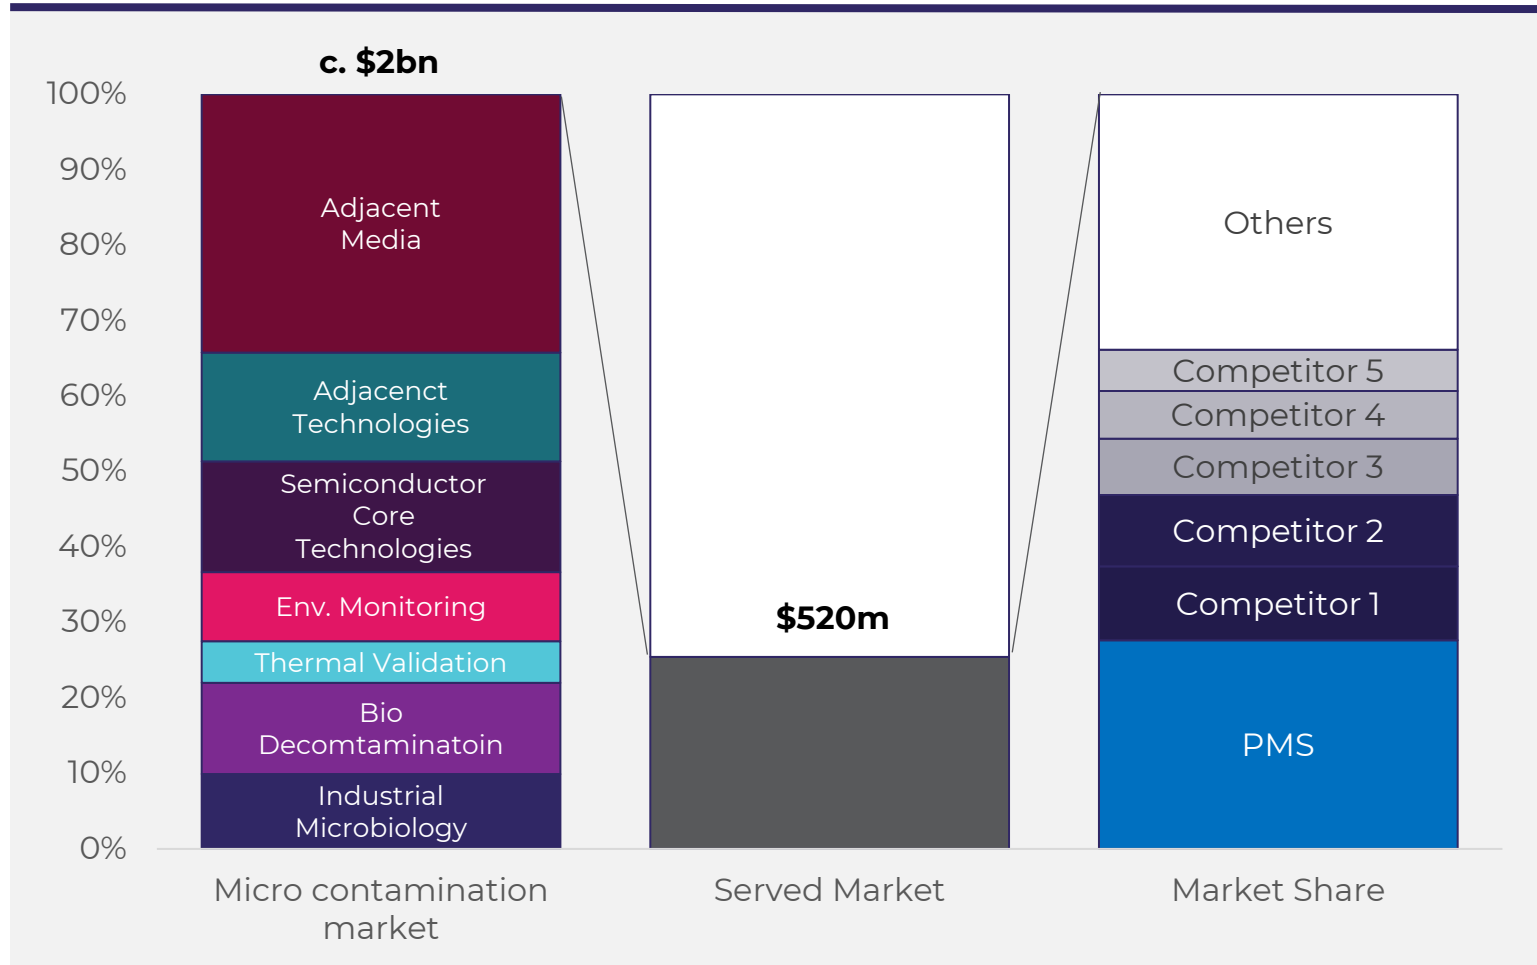 c. $2bn
100%
90%
80%
70%
60%
50%
40%
30%
20%
10%
0%
Adjacent
Media
Adjacenct
Technologies
Semiconductor
Core
Technologies
Env. Monitoring
Thermal Validation
Bio
Decomtaminatoin
Industrial
Microbiology
$520m
Others
Competitor 5
Competitor 4
Competitor 3
Competitor 2
Competitor 1
PMS
Micro contamination
market
Served Market
Market Share